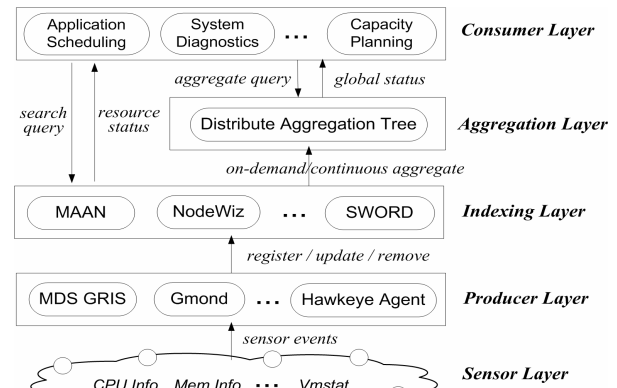 Application Scheduling
System Diagnostics
...
Capacity Planning
Consumer Layer
aggregate query
global status
search query
resource status
Distribute Aggregation Tree
Aggregation Layer
on-demand/continuous aggregate
MAAN
NodeWiz
...
SWORD
Indexing Layer
register / update / remove
MDS GRIS
Gmond
...
Hawkeye Agent
Producer Layer
sensor events
CPU Info
Mem Info
...
Vmstat
Sensor Layer